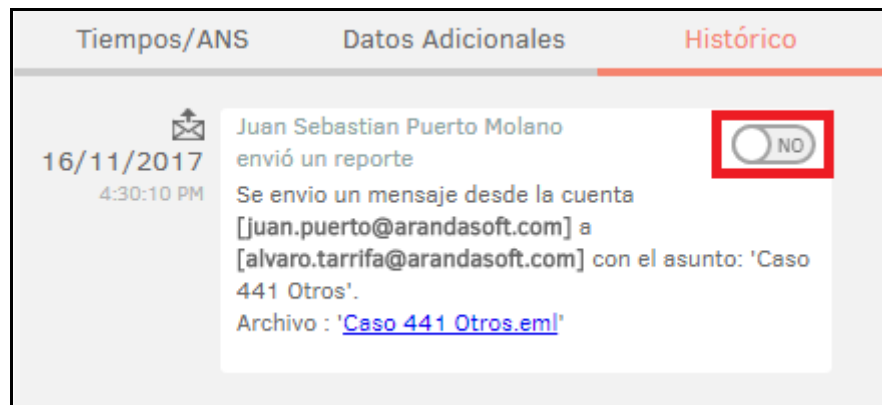 Tiempos/ANS Datos Adicionales Histórico
Juan Sebastian Puerto Molano
16/11/2017 envió un reporte NO
4:30:10 PM Se envio un mensaje desde la cuenta
[juan.puerto@arandasoft.com] a
[alvaro.tarrifa@arandasoft.com] con el asunto: 'Caso
441 Otros'.
Archivo : 'Caso 441 Otros.eml'